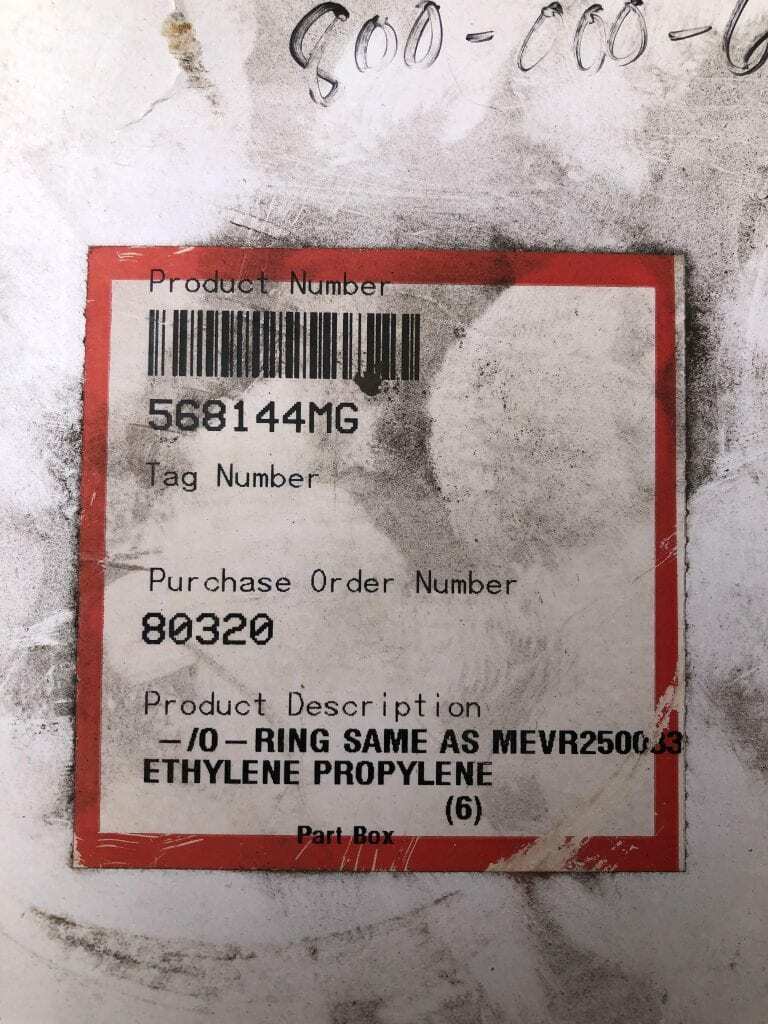 Product Number
568144MG
Tag Number
Purchase Order Number
80320
Product Description
-/O-RING SAME AS
ETHYLENE PROPYLENE
(6)
Part Box